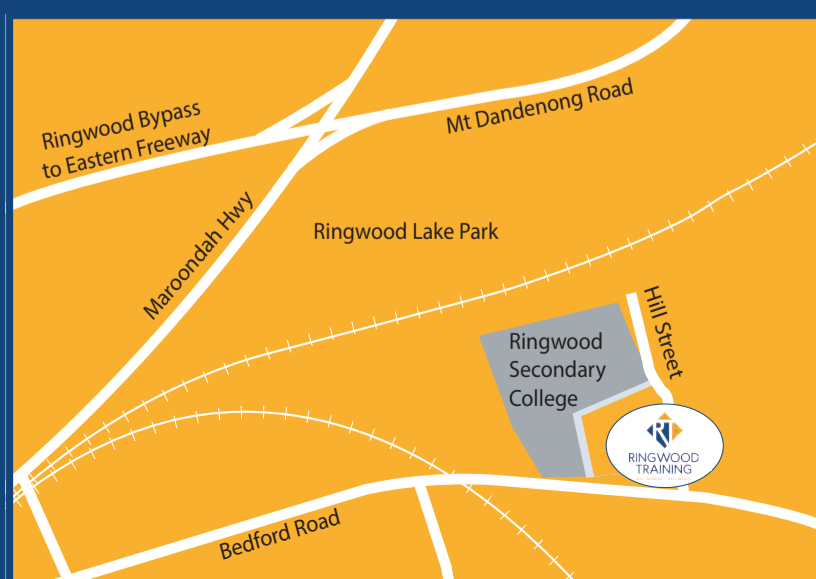 Ringwood Bypass
to Eastern Freeway
Mt Dandenong Road
Maroondah Hwy
Ringwood Lake Park
Hill Street
Ringwood
Secondary
College
RT
RINGWOOD
TRAINING
Bedford Road